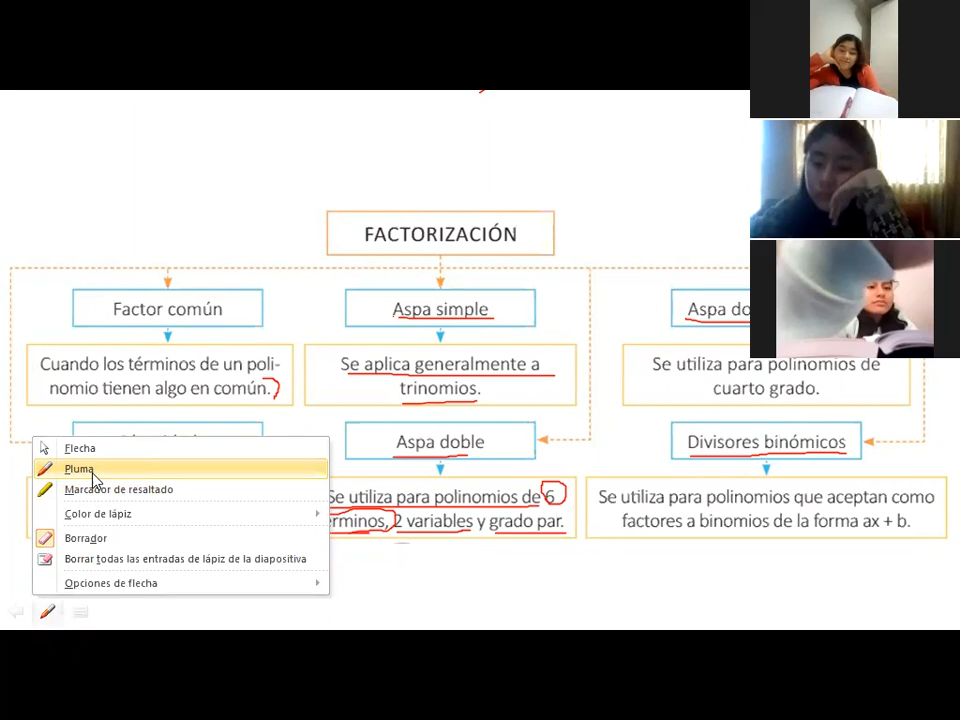 FACTORIZACIÓN
Factor común
Cuando los términos de un poli-
nomio tienen algo en común.
Aspa simple
Se aplica generalmente a
trinomios.
Aspa
Se utiliza para polinomios de
cuarto grado.
Aspa doble
Se utiliza para polinomios de 6
2 variables y grado par.
Divisores binómicos
Se utiliza para polinomios que aceptan como
factores a binomios de la forma ax + b.
Flecha
Pluma
Marcador de resaltado
Color de lápiz
Borrador
Borrar todas las entradas de lápiz de la diapositiva
Opciones de flecha